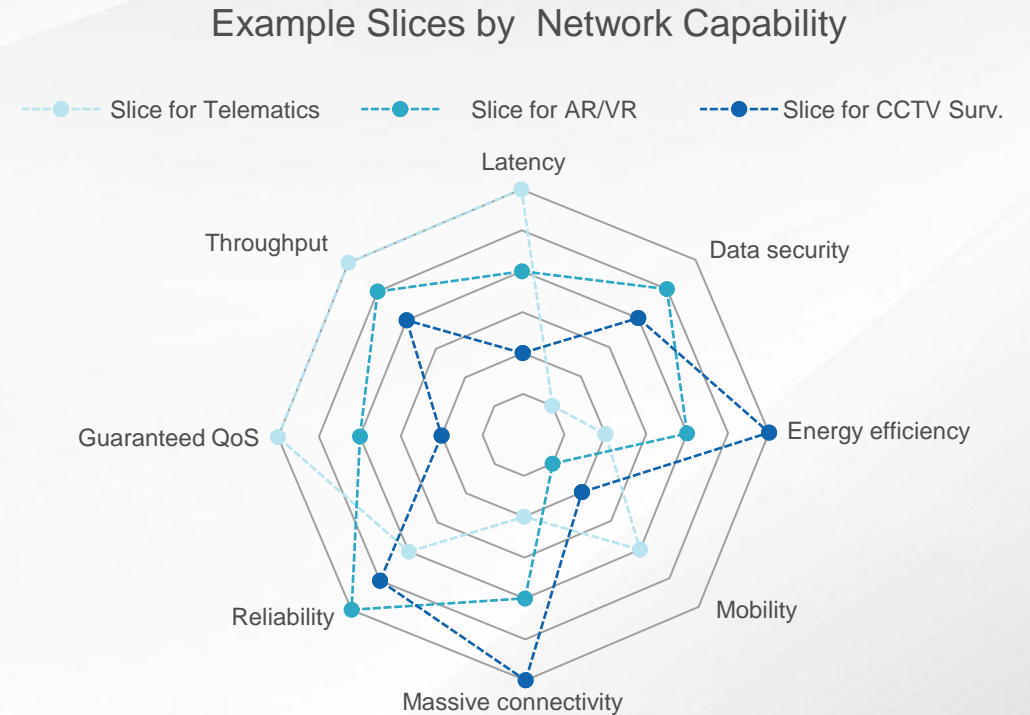 Example Slices by  Network Capability
Slice for Telematics
Slice for AR/VR
Slice for CCTV Surv.
Latency
Throughput
Data security
Guaranteed QoS
Energy efficiency
Reliability
Mobility
Massive connectivity